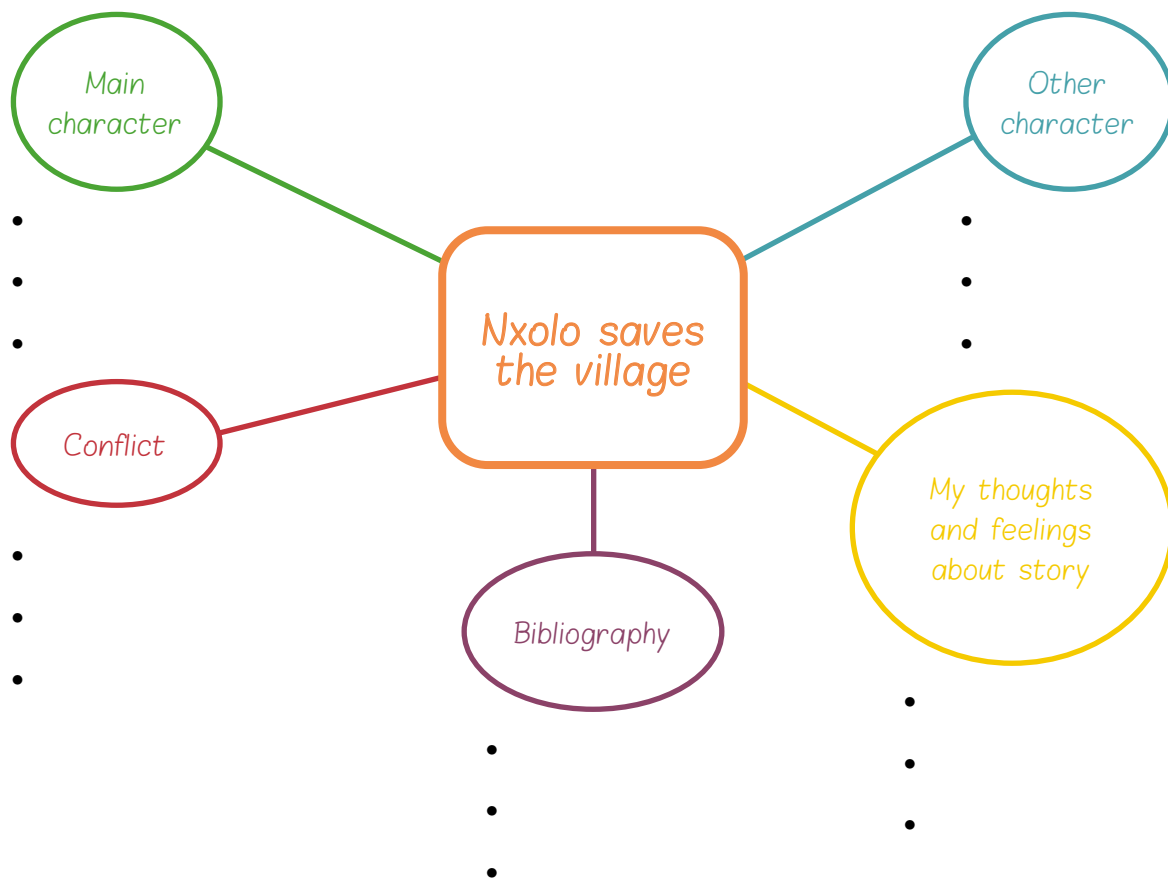 Main
character
Other
character
Nxolo saves
the village
Conflict
My thoughts
and feelings
about story
Bibliography